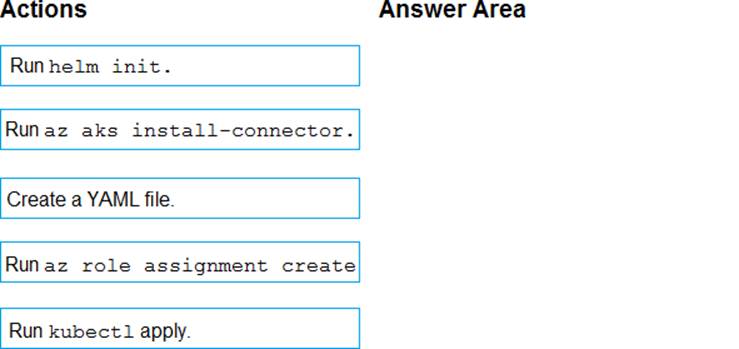 Actions Answer Area
Run helm init.
Run az aks install-connector.
Create a YAML file.
Run az role assignment create
Run kubectl apply.